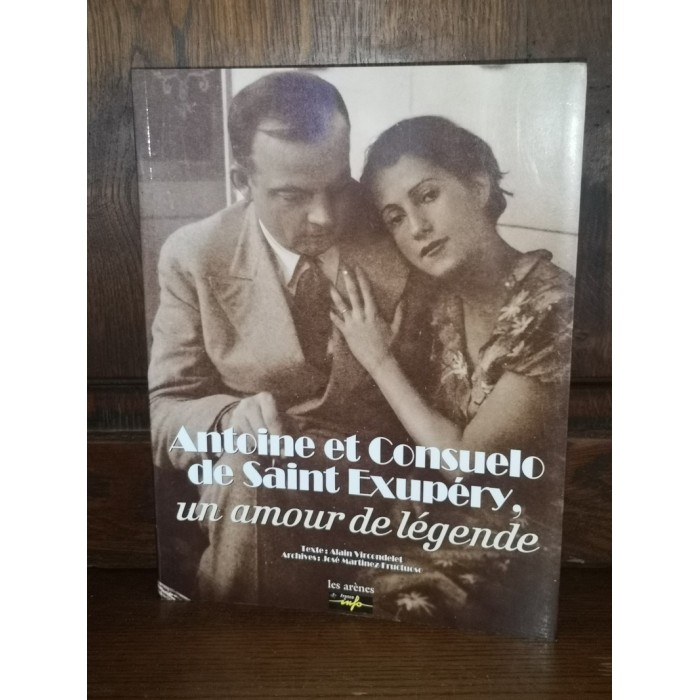 Antoine et Consuelo
de Saint Exupéry,
un amour de légende
Texte : Alain Vircondelet
Archives : José Martinez-Fructuoso
les arènes
france
info